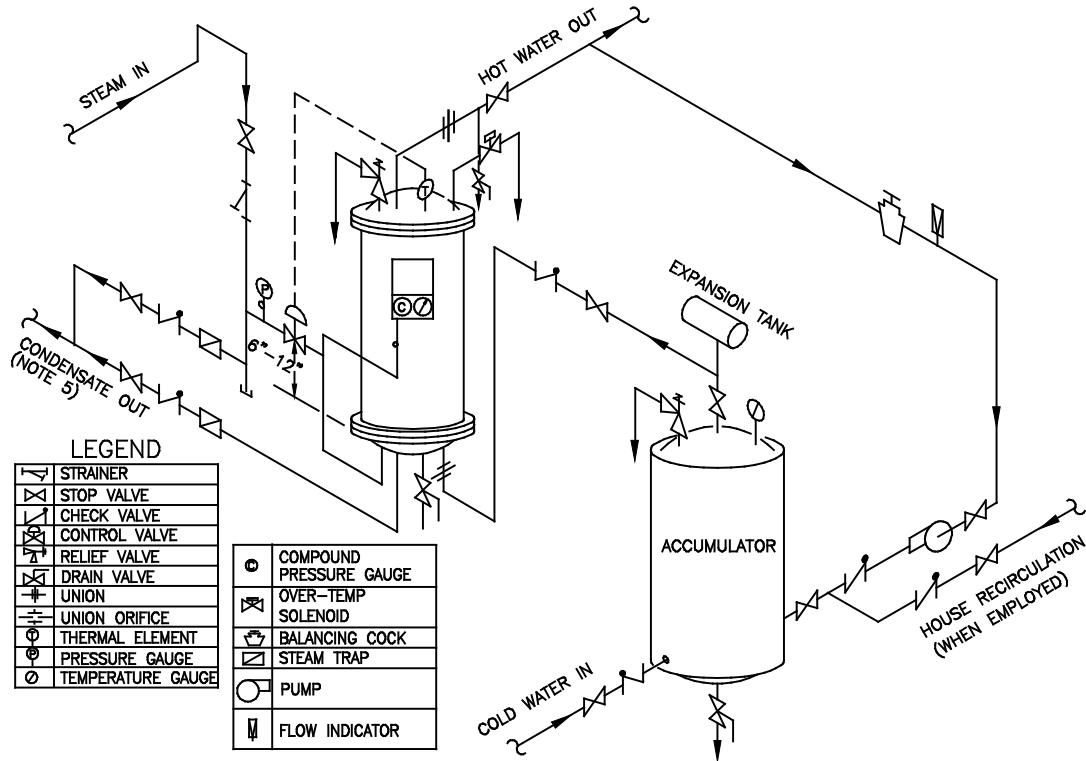 STEAM IN
HOT WATER OUT
T
P
C
6"-12"
EXPANSION TANK
CONDENSATE OUT
(NOTE 5)
ACCUMULATOR
HOUSE RECIRCULATION
(WHEN EMPLOYED)
COLD WATER IN
LEGEND
STRAINER
STOP VALVE
CHECK VALVE
CONTROL VALVE
RELIEF VALVE
DRAIN VALVE
UNION
UNION ORIFICE
T THERMAL ELEMENT
P PRESSURE GAUGE
TEMPERATURE GAUGE
C COMPOUND
PRESSURE GAUGE
OVER-TEMP
SOLENOID
BALANCING COCK
STEAM TRAP
PUMP
FLOW INDICATOR